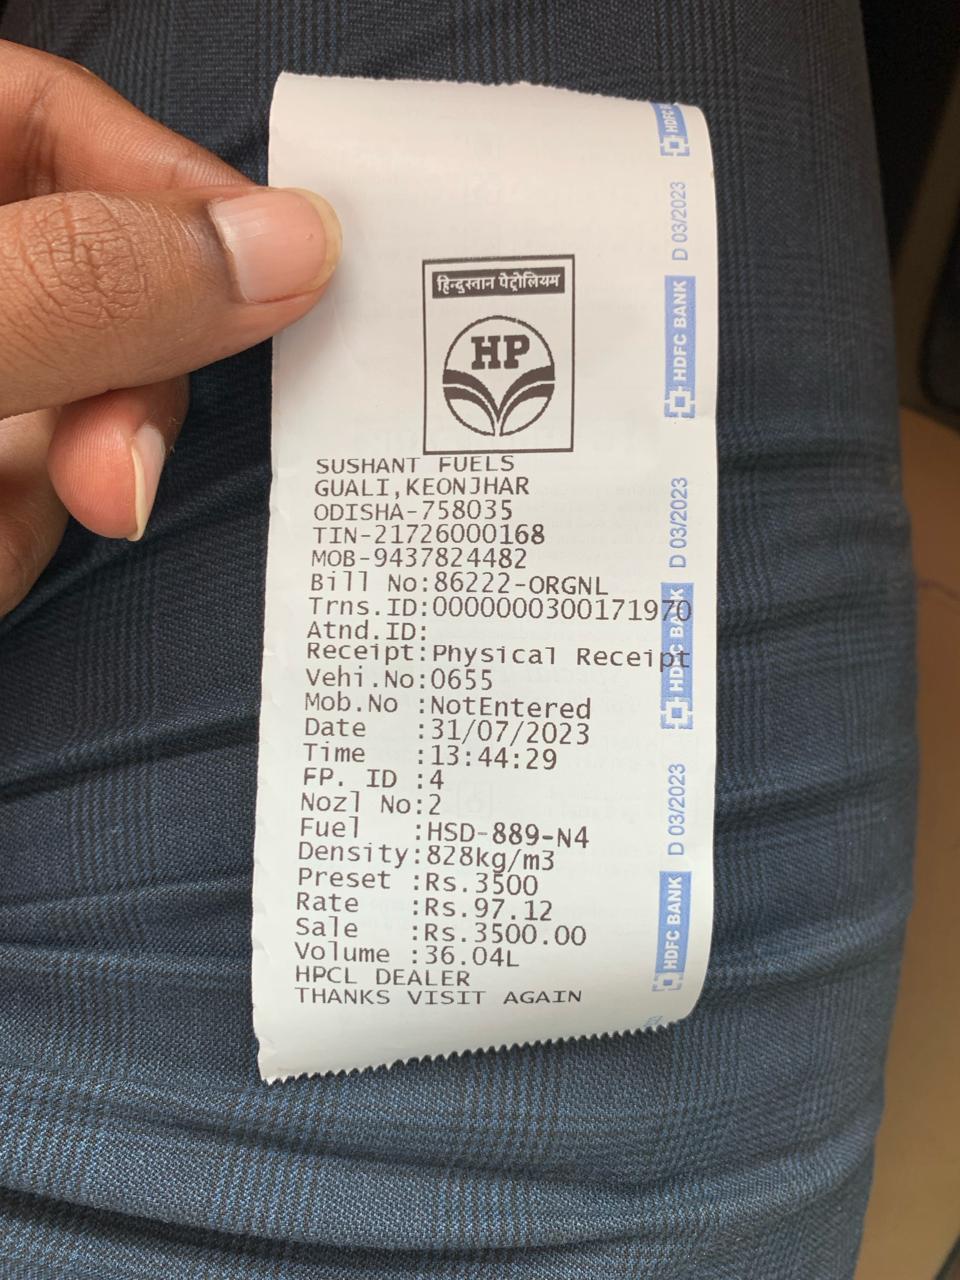 हिन्दुस्तान पेट्रोलियम
HP
SUSHANT FUELS
GUALI,KEONJHAR
ODISHA-758035
TIN-21726000168
MOB-9437824482
Bill No:86222-ORGNL
Trns.ID:0000000300171970
Atnd.ID:
Receipt:Physical Receipt
Vehi.No:0655
Mob.No :NotEntered
Date :31/07/2023
Time :13:44:29
FP. ID :4
Nozl No:2
Fuel :HSD-889-N4
Density:828kg/m3
Preset :Rs.3500
Rate :Rs.97.12
Sale :Rs.3500.00
Volume :36.04L
HPCL DEALER
THANKS VISIT AGAIN
HDFC BANK D 03/2023
HDFC BANK D 03/2023
HDFC BANK D 03/2023
HDFC B